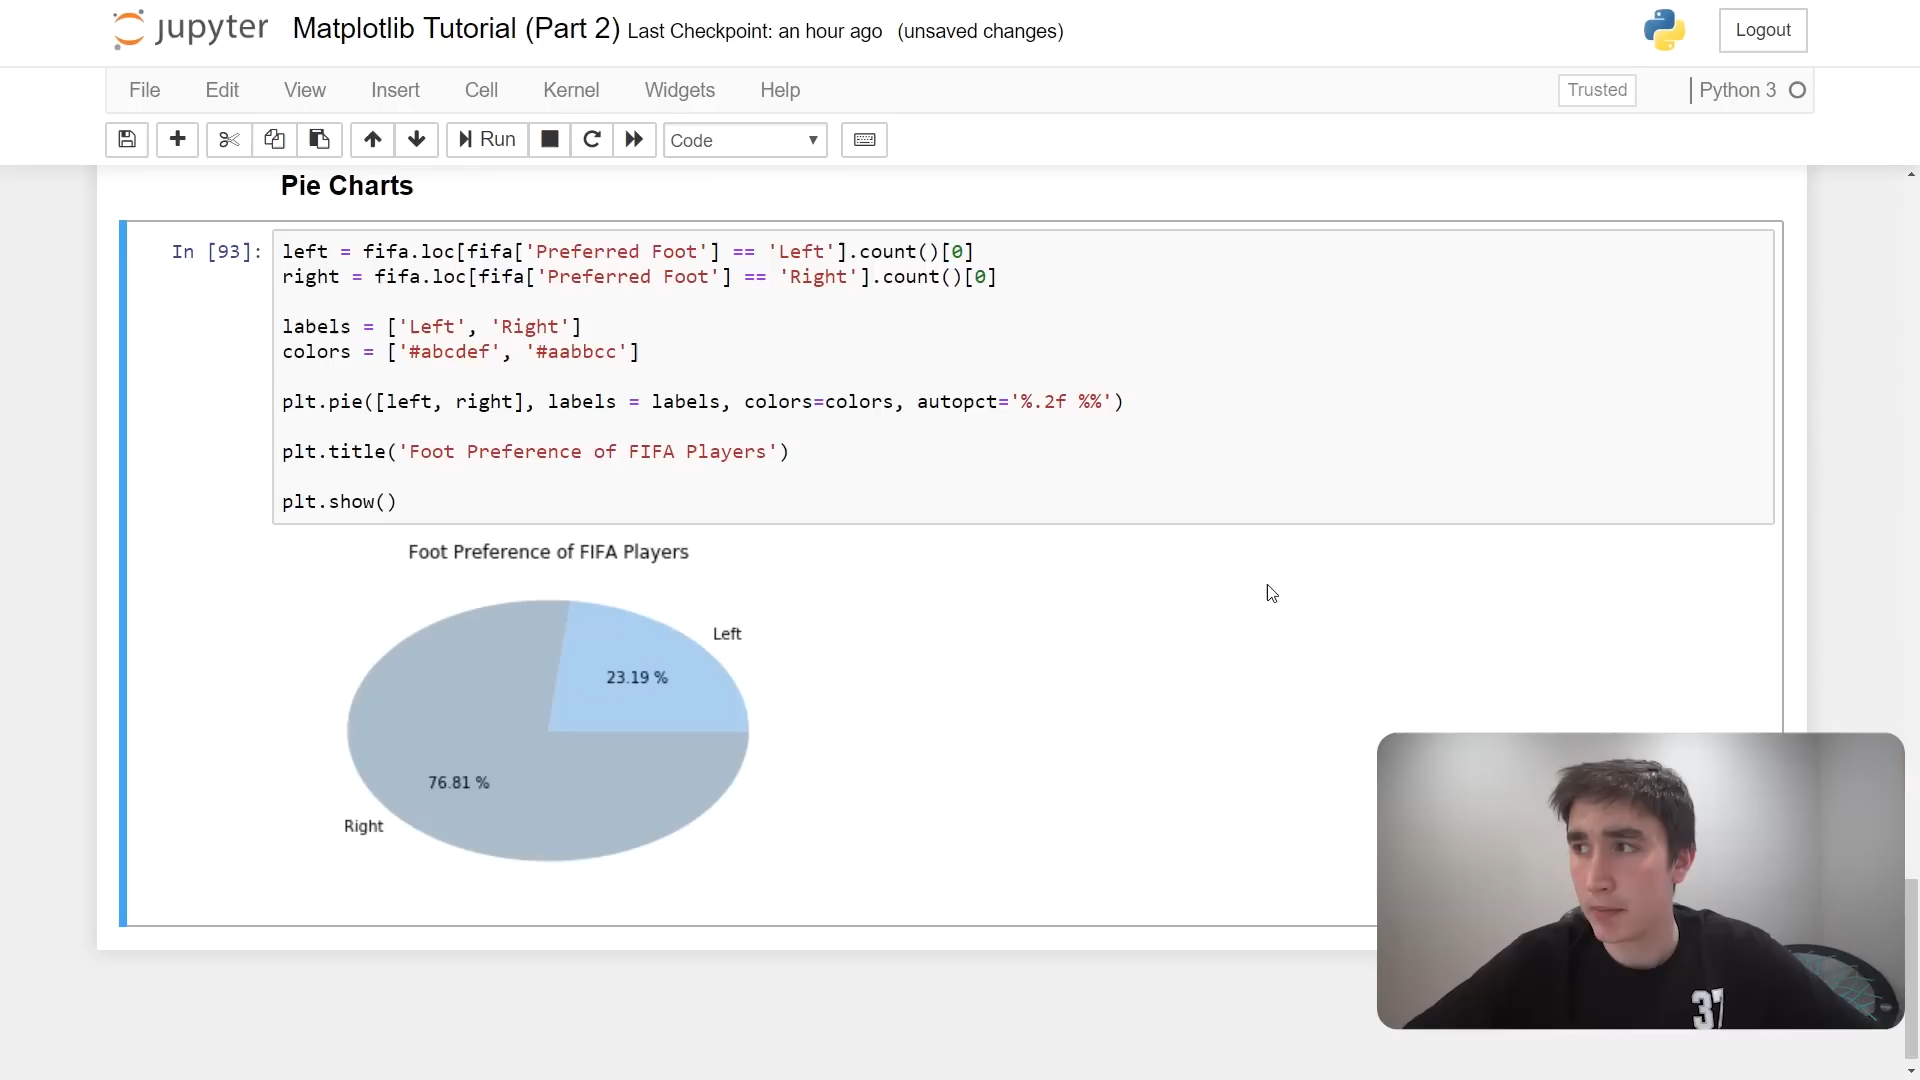 jupyter Matplotlib Tutorial (Part 2) Last Checkpoint: an hour ago (unsaved changes) Logout
File Edit View Insert Cell Kernel Widgets Help Trusted Python 3
Run Code
Pie Charts
In [93]: left = fifa.loc[fifa['Preferred Foot'] == 'Left'].count()[0]
right = fifa.loc[fifa['Preferred Foot'] == 'Right'].count()[0]
labels = ['Left', 'Right']
colors = ['#abcdef', '#aabbcc']
plt.pie([left, right], labels = labels, colors=colors, autopct='%.2f %%')
plt.title('Foot Preference of FIFA Players')
plt.show()
Foot Preference of FIFA Players
Left
23.19 %
76.81 %
Right
37